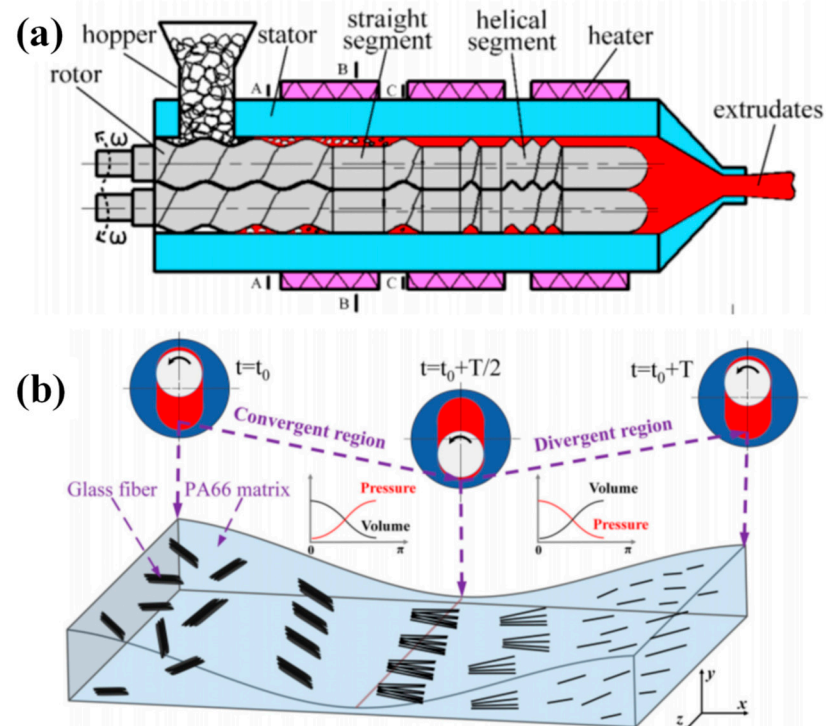 (a)
hopper
stator
straight
segment
helical
segment
heater
rotor
extrudates
A
B
C
ω
ω
A
B
C
(b)
t=t₀
t=t₀+T/2
t=t₀+T
Convergent region
Divergent region
Glass fiber
PA66 matrix
Pressure
Volume
0
π
Volume
Pressure
0
π
y
x
z